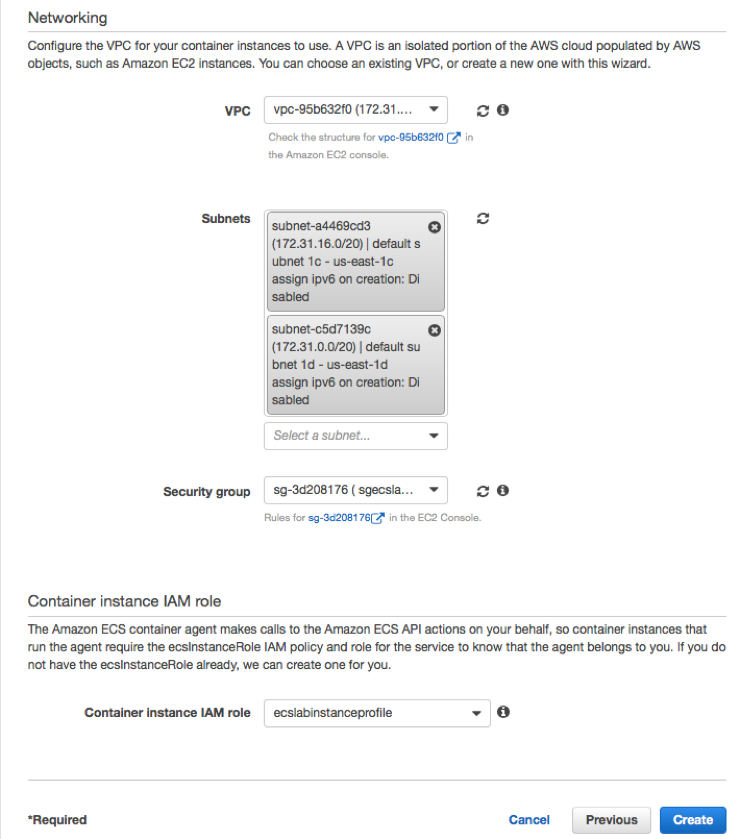 Networking
Configure the VPC for your container instances to use. A VPC is an isolated portion of the AWS cloud populated by AWS
objects, such as Amazon EC2 instances. You can choose an existing VPC, or create a new one with this wizard.
VPC
vpc-95b632f0 (172.31....
Check the structure for vpc-95b632f0 in
the Amazon EC2 console.
Subnets
subnet-a4469cd3
(172.31.16.0/20) | default s
ubnet 1c - us-east-1c
assign ipv6 on creation: Di
sabled
subnet-c5d7139c
(172.31.0.0/20) | default su
bnet 1d - us-east-1d
assign ipv6 on creation: Di
sabled
Select a subnet...
Security group
sg-3d208176 ( sgecsla...
Rules for sg-3d208176 in the EC2 Console.
Container instance IAM role
The Amazon ECS container agent makes calls to the Amazon ECS API actions on your behalf, so container instances that
run the agent require the ecsInstanceRole IAM policy and role for the service to know that the agent belongs to you. If you do
not have the ecsInstanceRole already, we can create one for you.
Container instance IAM role
ecslabinstanceprofile
*Required
Cancel
Previous
Create